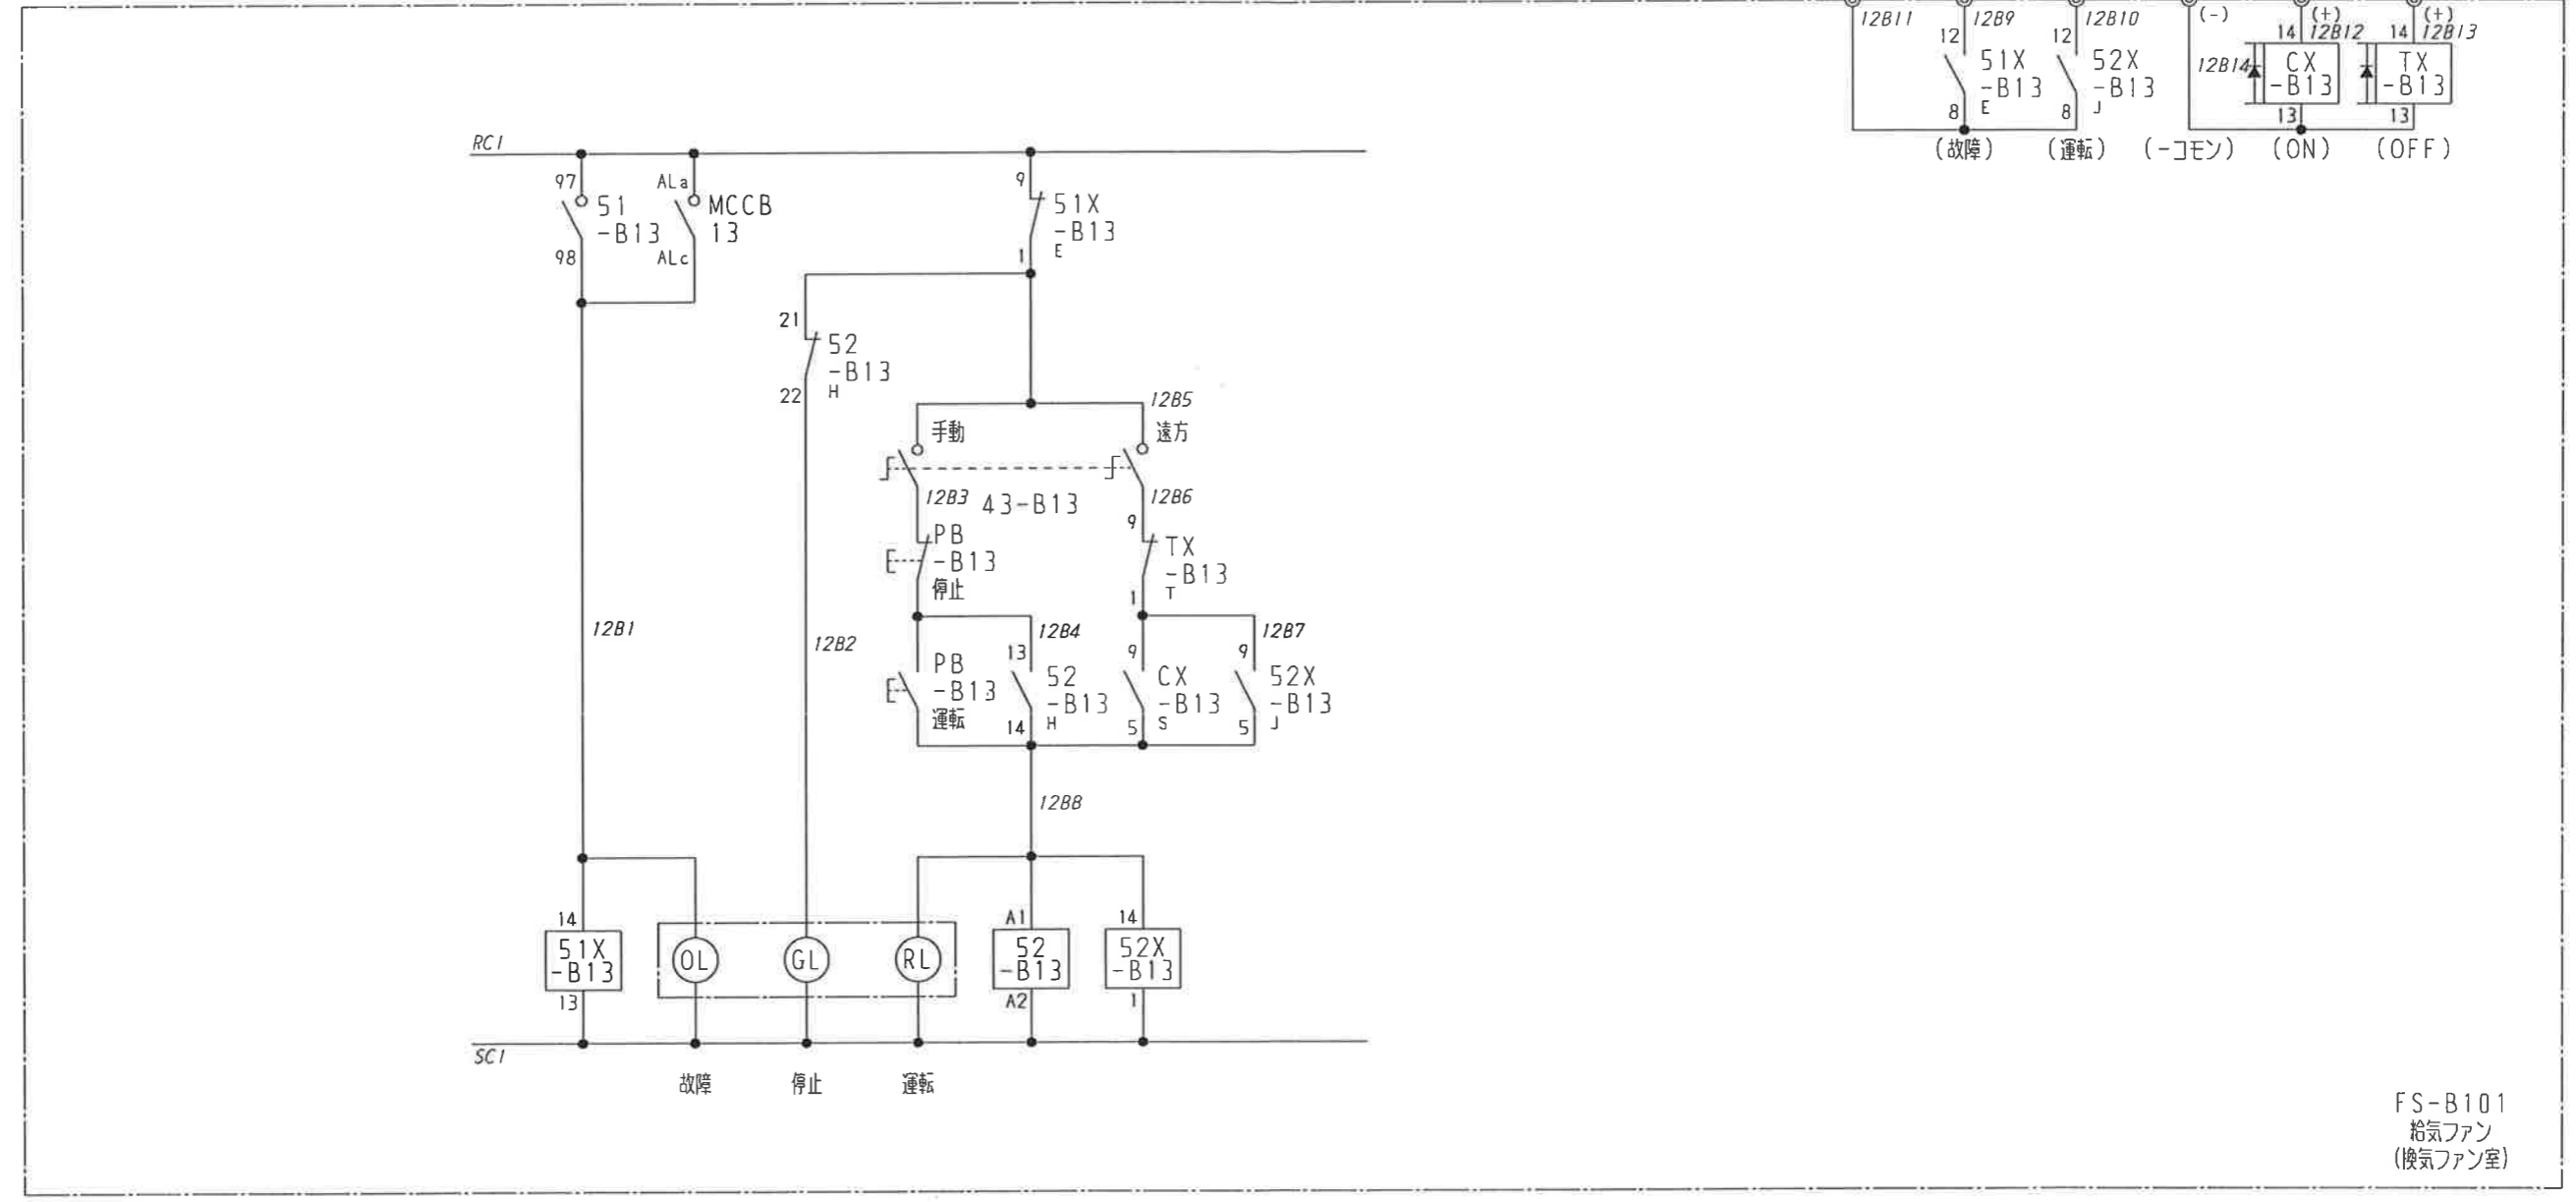 12B11
12B9
12B10
(-)
(+)
(+)
12
12
14
12B12
14
12B13
51X
-B13
E
52X
-B13
J
12B14
CX
-B13
TX
-B13
8
8
13
13
(故障)
(運転)
(-コモン)
(ON)
(OFF)
RC1
97
51
-B13
98
ALa
MCCB
13
ALc
9
51X
-B13
E
1
21
52
-B13
H
22
12B5
手動
遠方
12B3
43-B13
12B6
PB
-B13
停止
9
TX
-B13
T
1
12B1
12B2
12B4
12B7
PB
-B13
運転
13
52
-B13
H
14
9
CX
-B13
S
5
9
52X
-B13
J
5
12B8
14
51X
-B13
13
OL
GL
RL
A1
52
-B13
A2
14
52X
-B13
1
SC1
故障
停止
運転
FS-B101
給気ファン
(換気ファン室)